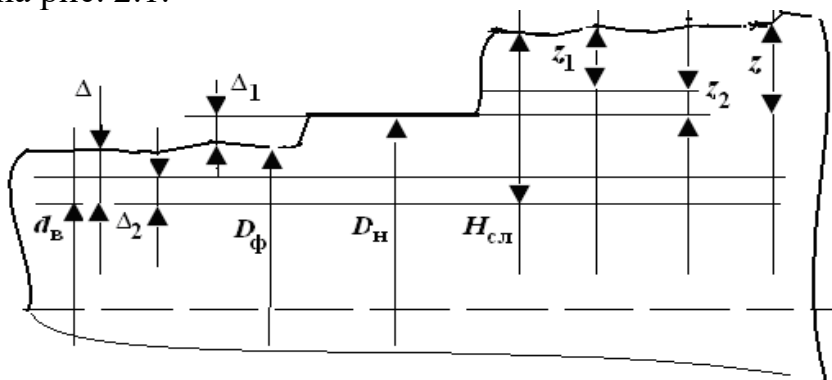 на рис. 2.1.
Δ
Δ₁
z₁
z₂
z
dв
Δ₂
Dф
Dн
Hсл